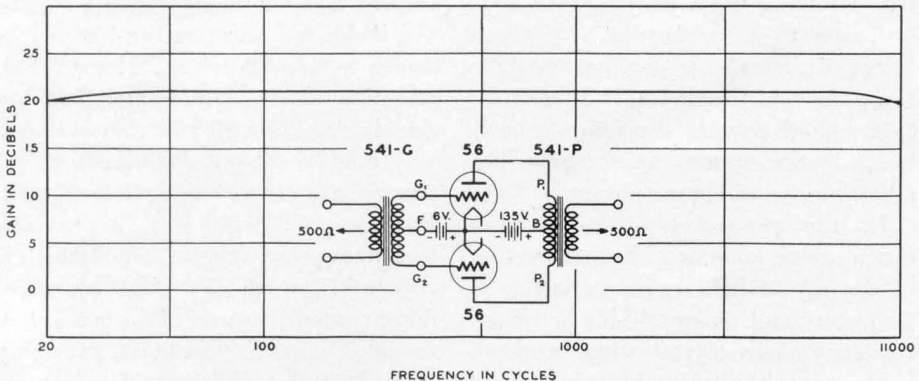 GAIN IN DECIBELS
25
20
15
10
5
0
541-G 56 541-P
G₁ P₁
500Ω F 6V. 135V. B 500Ω
- + - +
G₂ P₂
56
20 100 1000 11000
FREQUENCY IN CYCLES